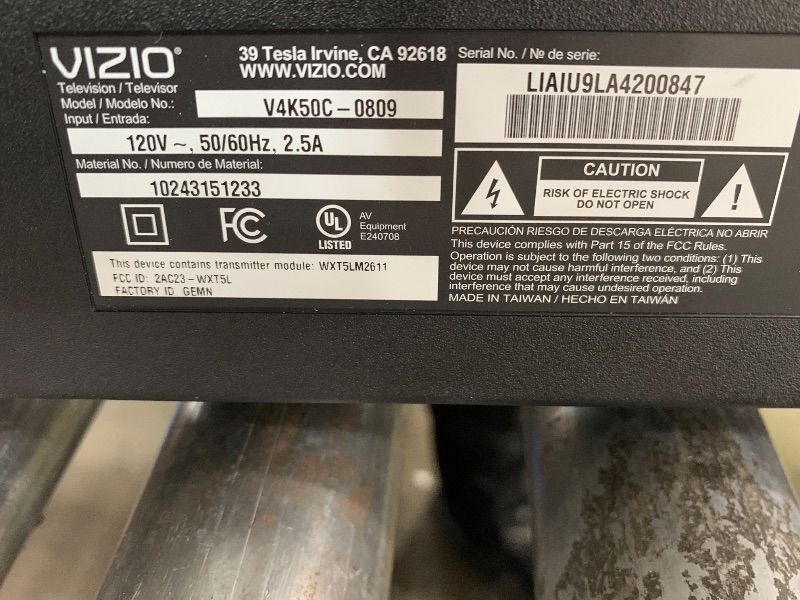 VIZIO®
39 Tesla Irvine, CA 92618
WWW.VIZIO.COM
Television / Televisor
Model / Modelo No.: V4K50C-0809
Input / Entrada:
120V ~, 50/60Hz, 2.5A
Material No. / Numero de Material:
10243151233
FC
UL
LISTED
AV
Equipment
E240708
This device contains transmitter module: WXT5LM2611
FCC ID: 2AC23-WXT5L
FACTORY ID: GEMN
Serial No. / № de serie:
LIAIU9LA4200847
CAUTION
RISK OF ELECTRIC SHOCK
DO NOT OPEN
!
PRECAUCIÓN RIESGO DE DESCARGA ELÉCTRICA NO ABRIR
This device complies with Part 15 of the FCC Rules.
Operation is subject to the following two conditions: (1) This
device may not cause harmful interference, and (2) This
device must accept any interference received, including
interference that may cause undesired operation.
MADE IN TAIWAN / HECHO EN TAIWÁN